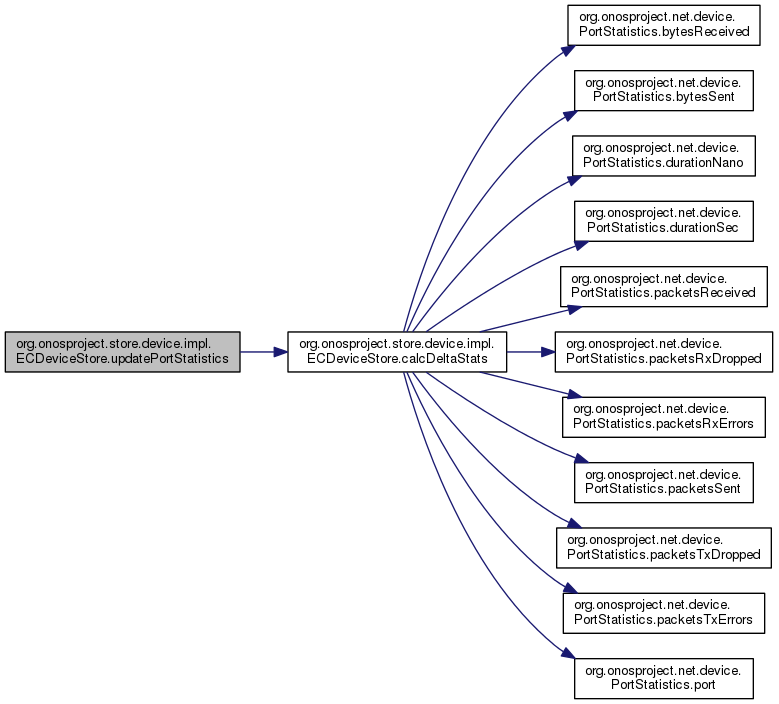 org.onosproject.store.device.impl.
ECDeviceStore.updatePortStatistics
org.onosproject.store.device.impl.
ECDeviceStore.calcDeltaStats
org.onosproject.net.device.
PortStatistics.bytesReceived
org.onosproject.net.device.
PortStatistics.bytesSent
org.onosproject.net.device.
PortStatistics.durationNano
org.onosproject.net.device.
PortStatistics.durationSec
org.onosproject.net.device.
PortStatistics.packetsReceived
org.onosproject.net.device.
PortStatistics.packetsRxDropped
org.onosproject.net.device.
PortStatistics.packetsRxErrors
org.onosproject.net.device.
PortStatistics.packetsSent
org.onosproject.net.device.
PortStatistics.packetsTxDropped
org.onosproject.net.device.
PortStatistics.packetsTxErrors
org.onosproject.net.device.
PortStatistics.port